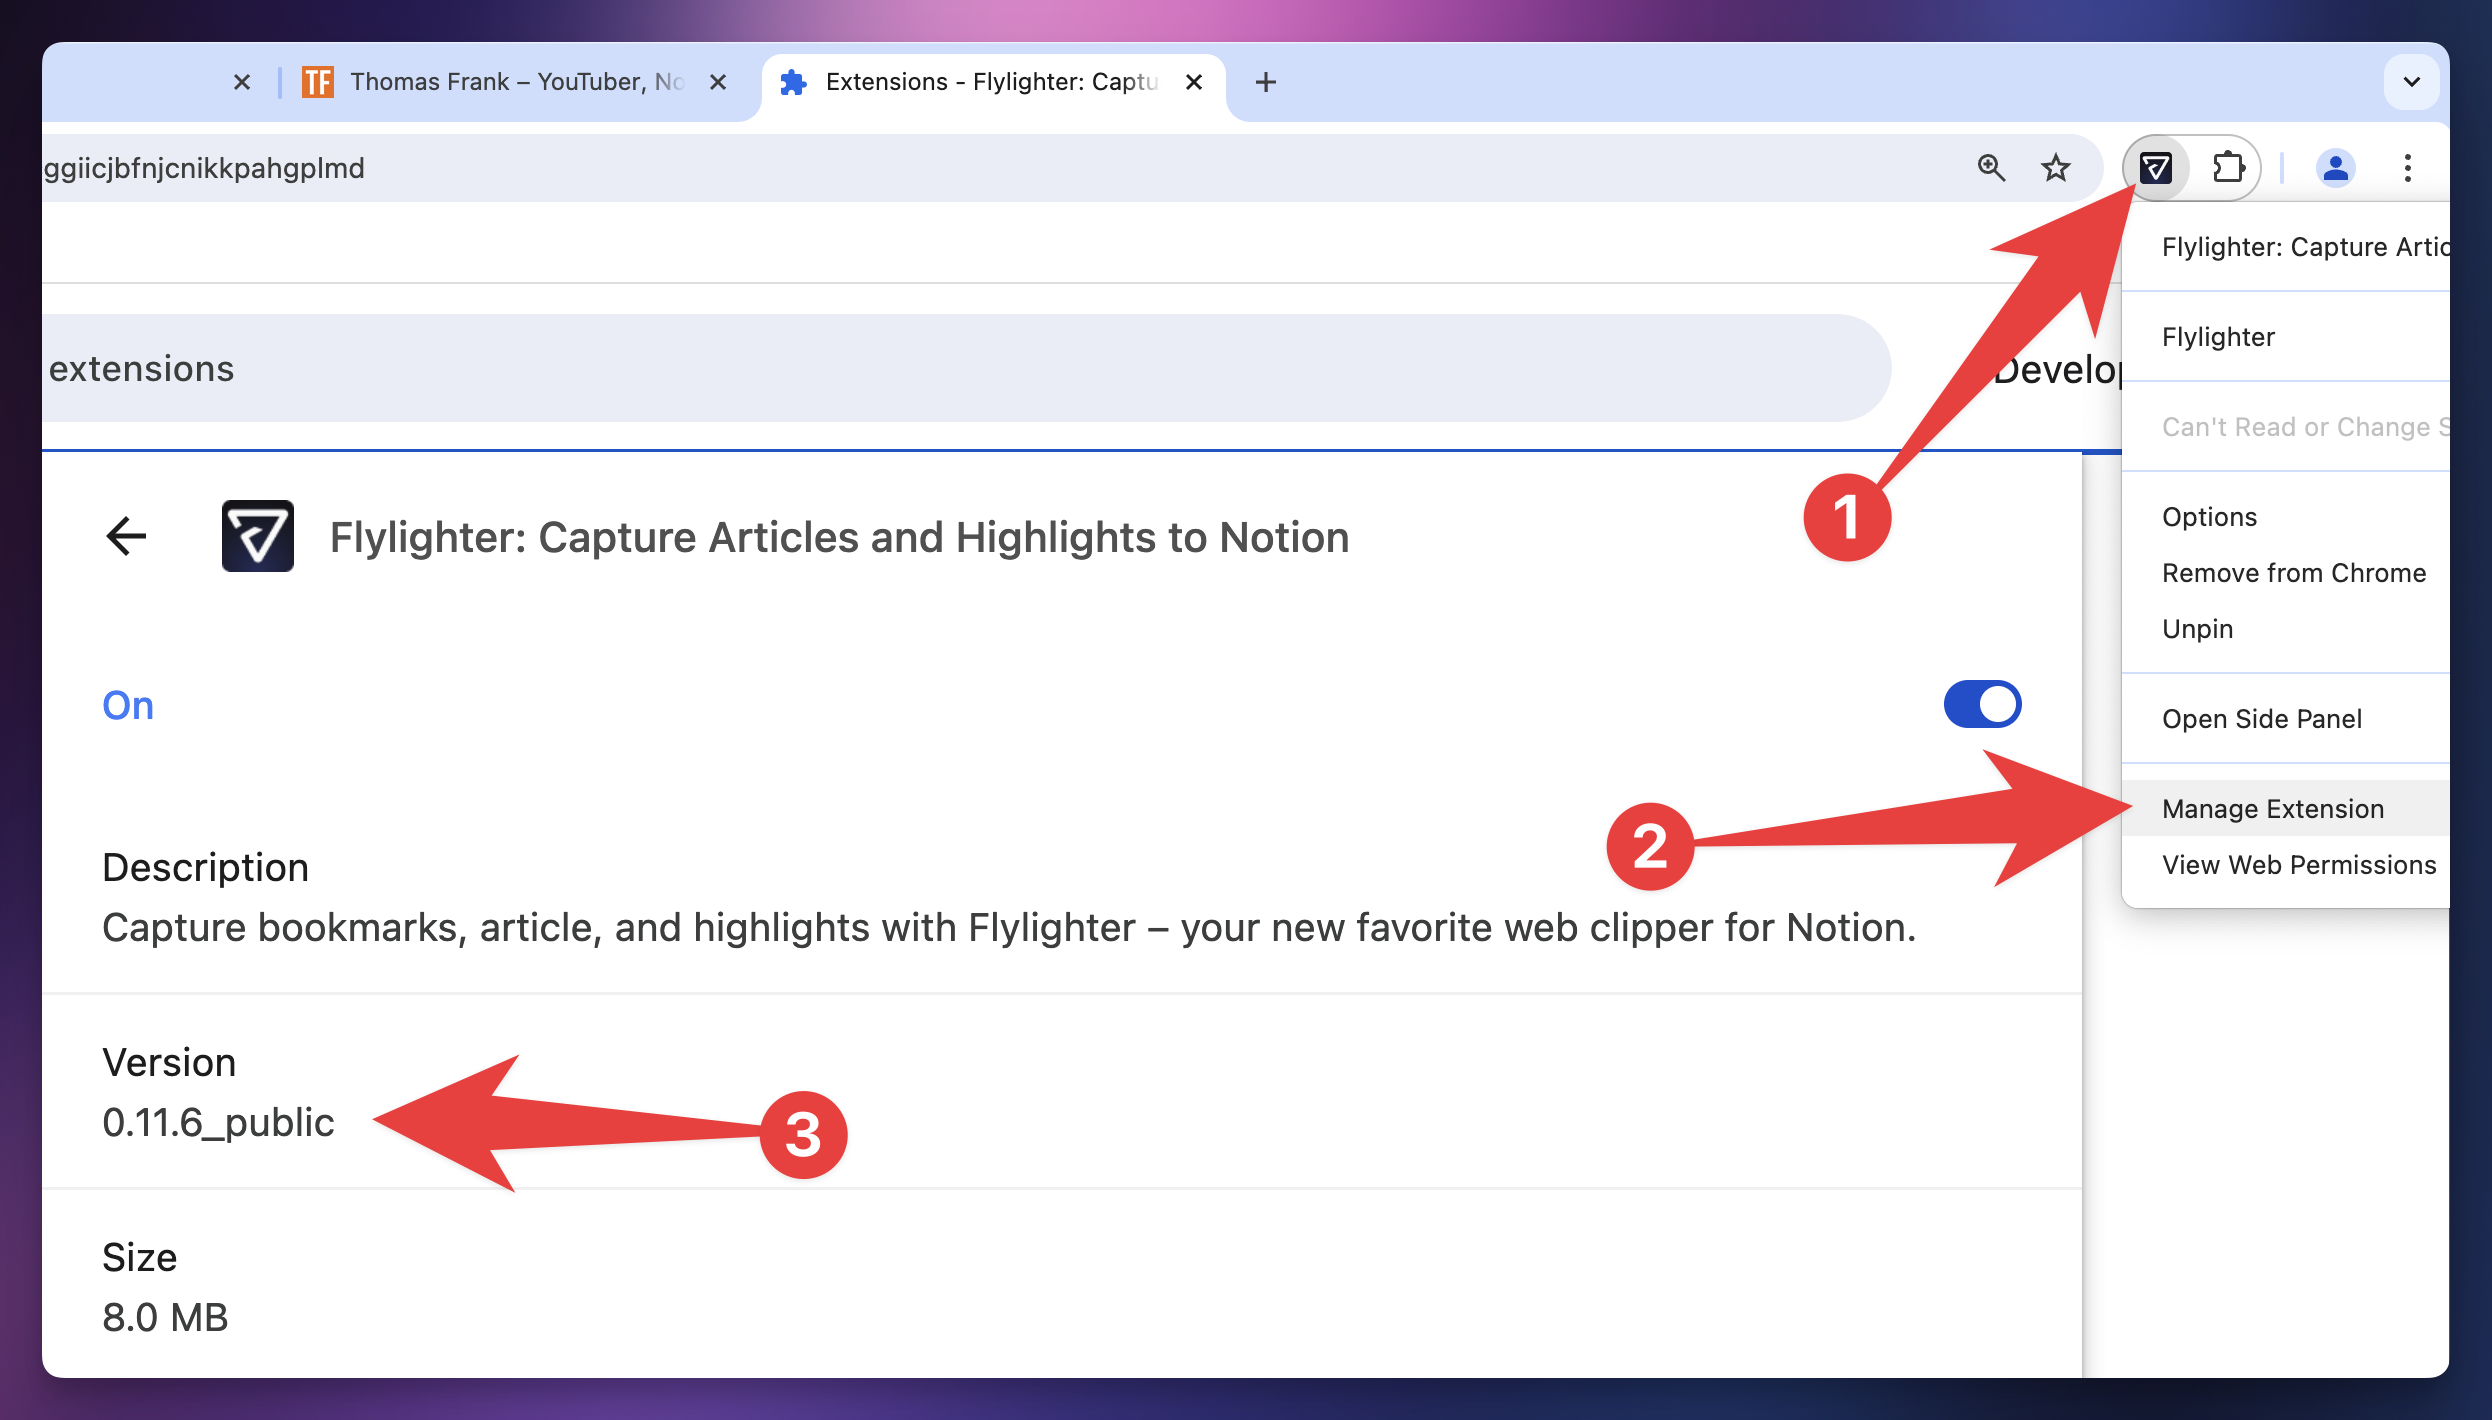 TF Thomas Frank – YouTuber, No
Extensions - Flylighter: Captu
ggiicjbfnjcnikkpahgplmd
extensions
Develop
Flylighter: Capture Artic
Flylighter
Can't Read or Change S
Options
Remove from Chrome
Unpin
Open Side Panel
Manage Extension
View Web Permissions
1
2
Flylighter: Capture Articles and Highlights to Notion
On
Description
Capture bookmarks, article, and highlights with Flylighter – your new favorite web clipper for Notion.
Version
0.11.6_public
3
Size
8.0 MB